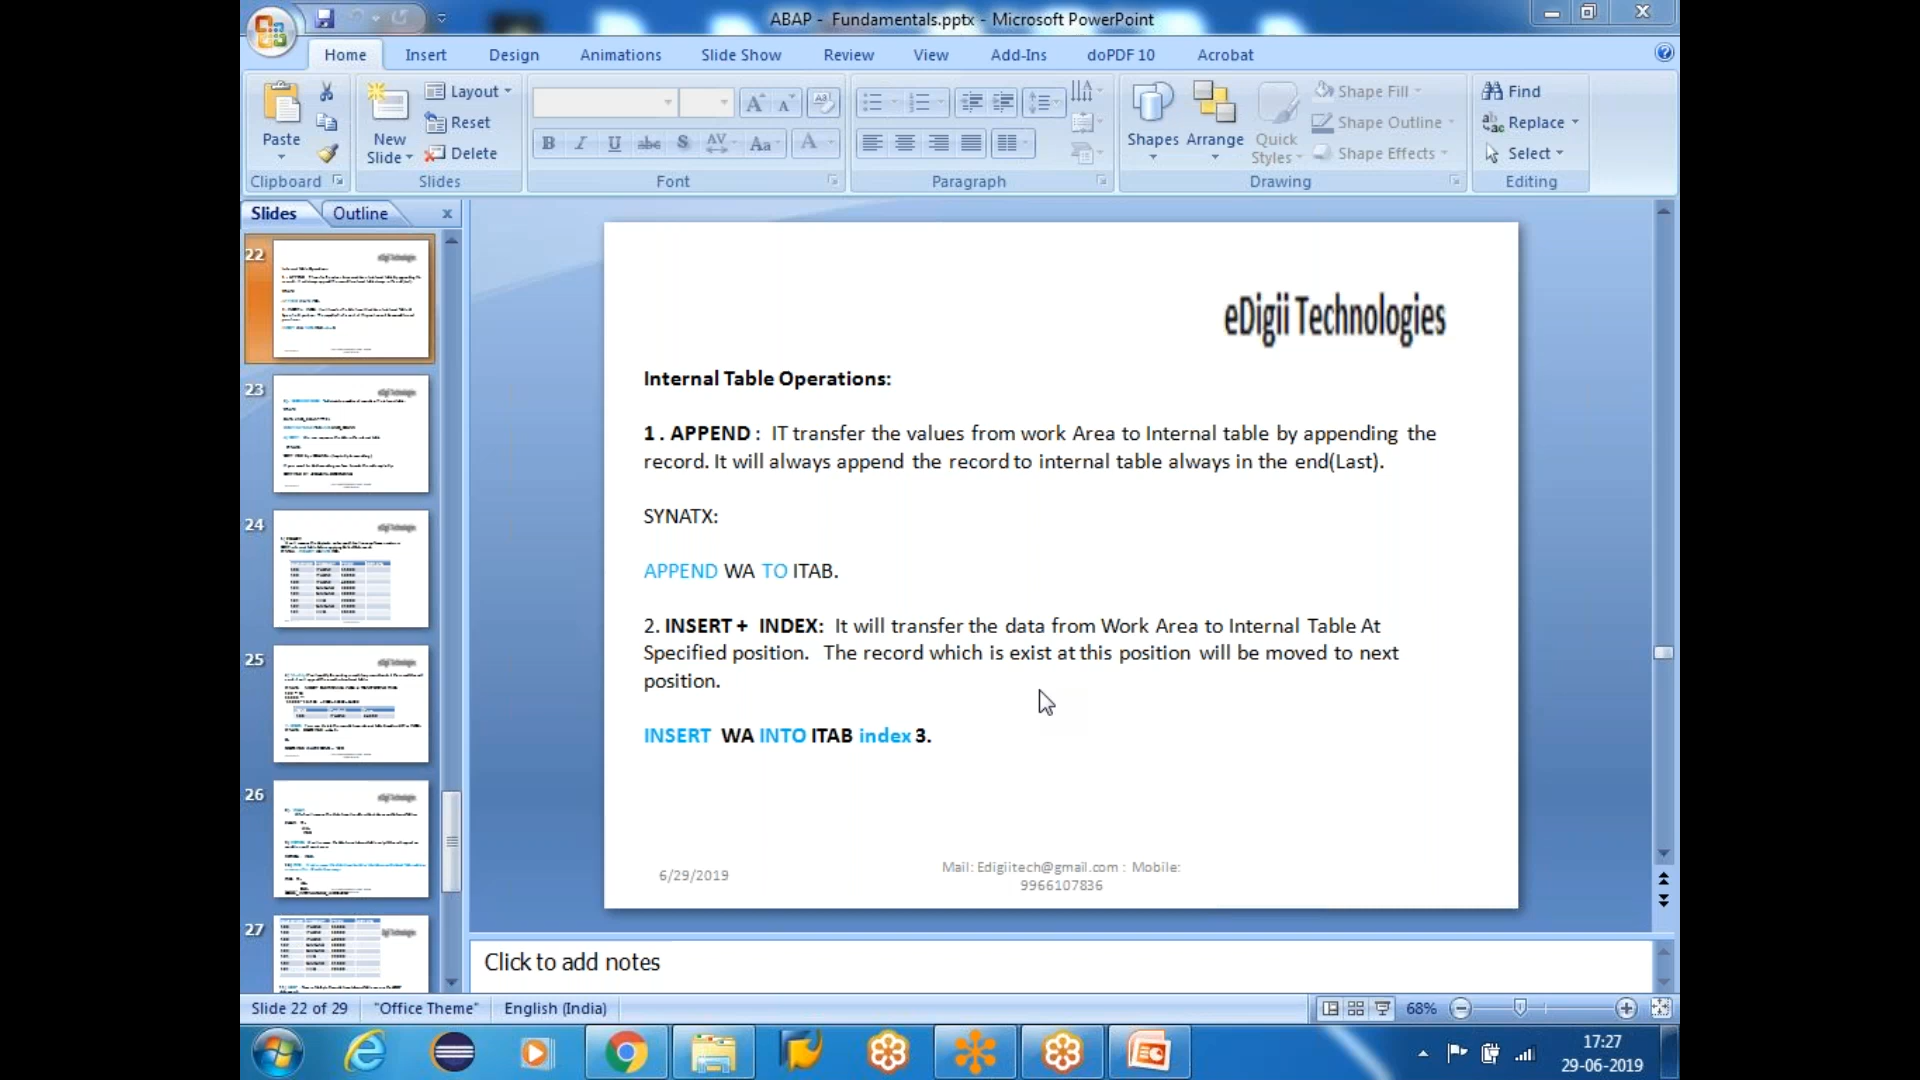 ABAP - Fundamentals.pptx - Microsoft PowerPoint
Home Insert Design Animations Slide Show Review View Add-Ins doPDF 10 Acrobat
Paste
New Slide
Layout
Reset
Delete
Shapes Arrange Quick Styles
Shape Fill
Shape Outline
Shape Effects
Find
Replace
Select
Clipboard Slides Font Paragraph Drawing Editing
Slides Outline
22
23
24
25
26
27
eDigii Technologies
Internal Table Operations:
1 . APPEND : IT transfer the values from work Area to Internal table by appending the
record. It will always append the record to internal table always in the end(Last).
SYNATX:
APPEND WA TO ITAB.
2. INSERT + INDEX: It will transfer the data from Work Area to Internal Table At
Specified position. The record which is exist at this position will be moved to next
position.
INSERT WA INTO ITAB index 3.
6/29/2019
Mail: Edigiitech@gmail.com : Mobile:
9966107836
Click to add notes
Slide 22 of 29 "Office Theme" English (India) 68%
17:27
29-06-2019